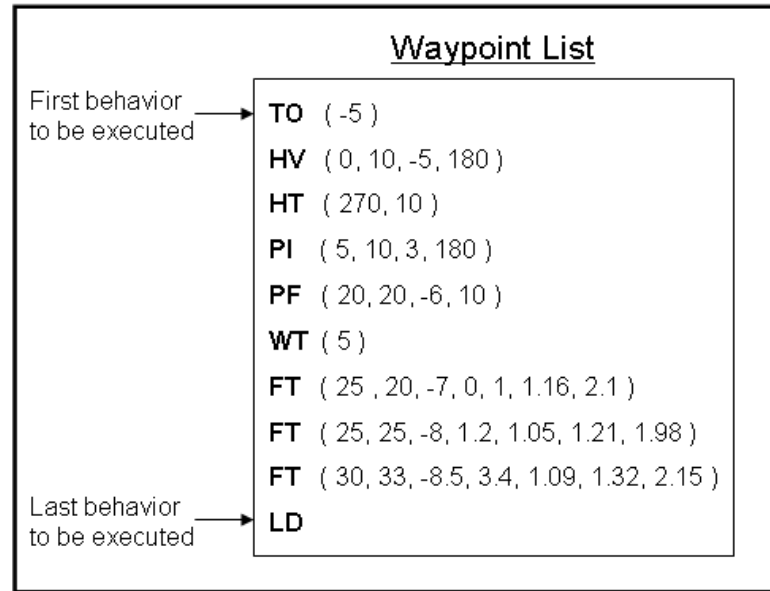 Waypoint List
First behavior
to be executed
TO ( -5 )
HV ( 0, 10, -5, 180 )
HT ( 270, 10 )
PI ( 5, 10, 3, 180 )
PF ( 20, 20, -6, 10 )
WT ( 5 )
FT ( 25 , 20, -7, 0, 1, 1.16, 2.1 )
FT ( 25, 25, -8, 1.2, 1.05, 1.21, 1.98 )
FT ( 30, 33, -8.5, 3.4, 1.09, 1.32, 2.15 )
Last behavior
to be executed
LD